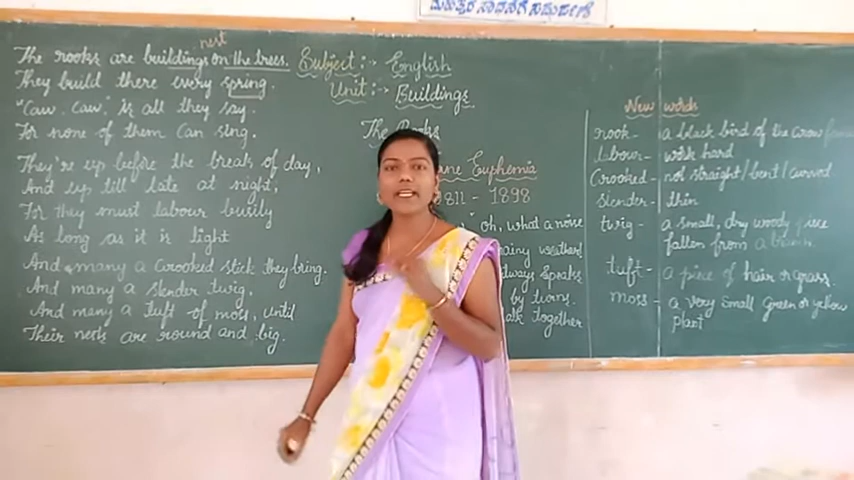 nest
The rooks are buildings on the trees.
They build there every spring.
"Caw Caw" is all they say
For none of them can sing.
They're up before the break of day,
And up till late at night,
For they must labour busily
As long as it is light
And many a crooked stick they bring,
And many a slender twig,
And many a tuft of moss, until
Their nests are round and big.
Subject :- English
Unit :- Buildings
The Rooks
Euphemia
1811 - 1898
oh, what a noise
weather
speak
by turns.
talk together
New words
rook - a black bird of the crow
labour - work hard
Crooked - not straight / bent / curved
slender - thin
twig - a small, dry woody
fallen from a
tuft - a piece of hair or grass.
moss - a very small green or yellow
plant